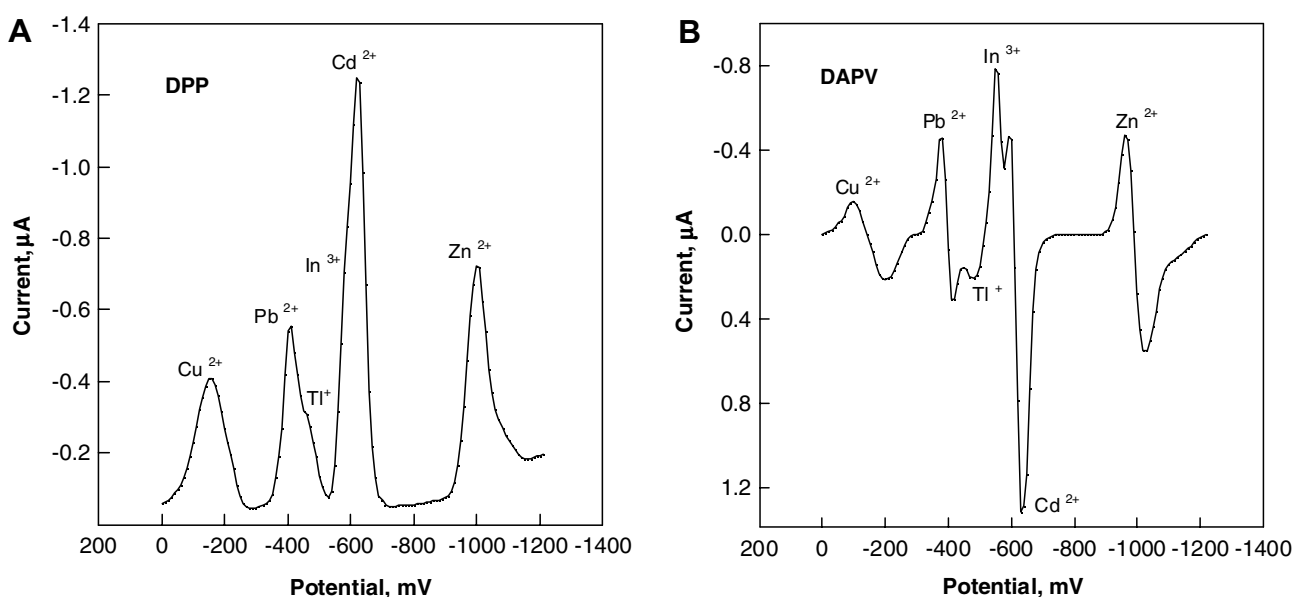 A
DPP
-1.4
-1.2
-1.0
-0.8
-0.6
-0.4
-0.2
Current, µA
Cu 2+
Pb 2+
Tl+
In 3+
Cd 2+
Zn 2+
200 0 -200 -400 -600 -800 -1000 -1200 -1400
Potential, mV
B
DAPV
-0.8
-0.4
0.0
0.4
0.8
1.2
Current, µA
Cu 2+
Pb 2+
Tl +
In 3+
Cd 2+
Zn 2+
200 0 -200 -400 -600 -800 -1000 -1200 -1400
Potential, mV